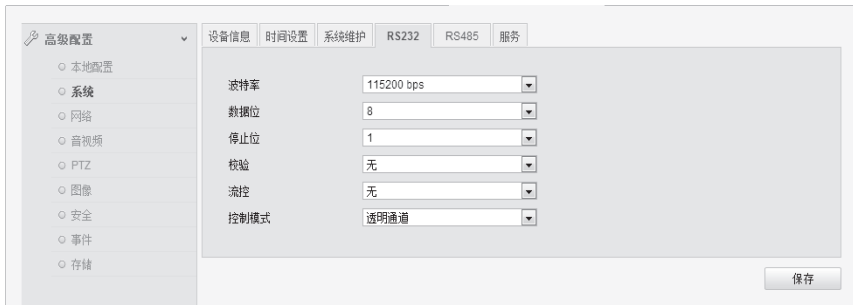 高级配置
本地配置
系统
网络
音视频
PTZ
图像
安全
事件
存储
设备信息 时间设置 系统维护 RS232 RS485 服务
波特率 115200 bps
数据位 8
停止位 1
校验 无
流控 无
控制模式 透明通道
保存